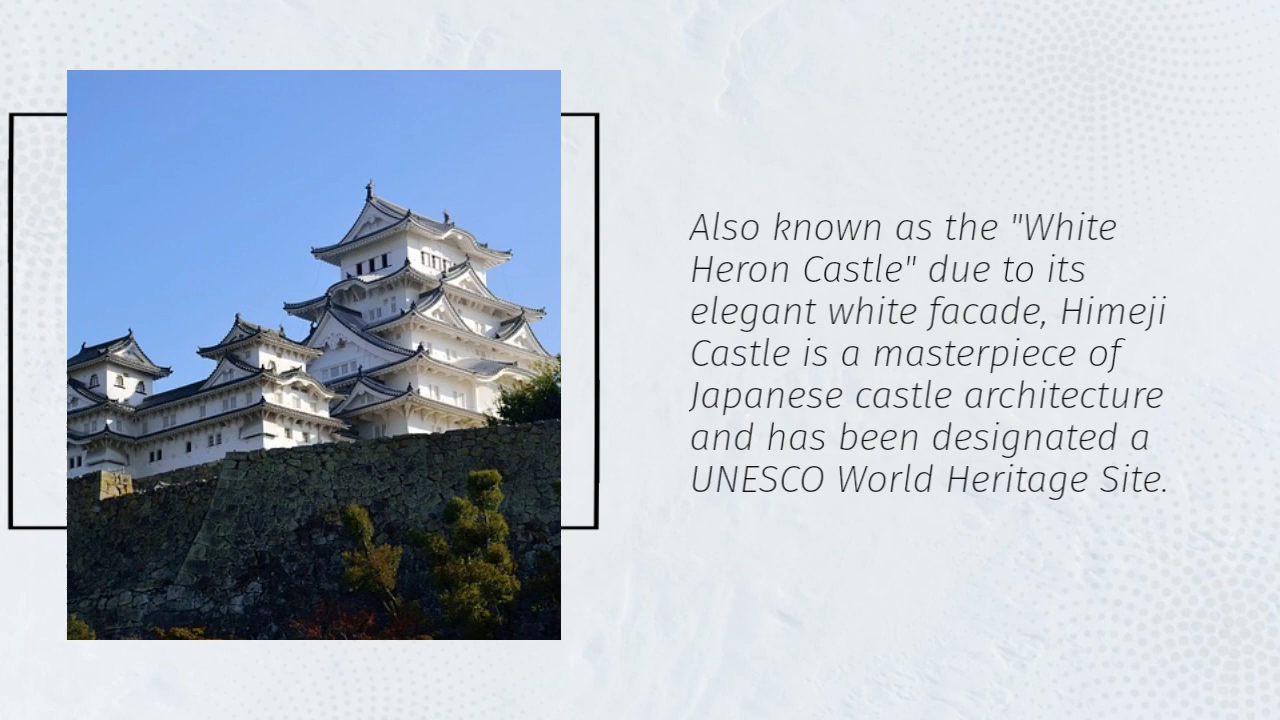 Also known as the "White
Heron Castle" due to its
elegant white facade, Himeji
Castle is a masterpiece of
Japanese castle architecture
and has been designated a
UNESCO World Heritage Site.